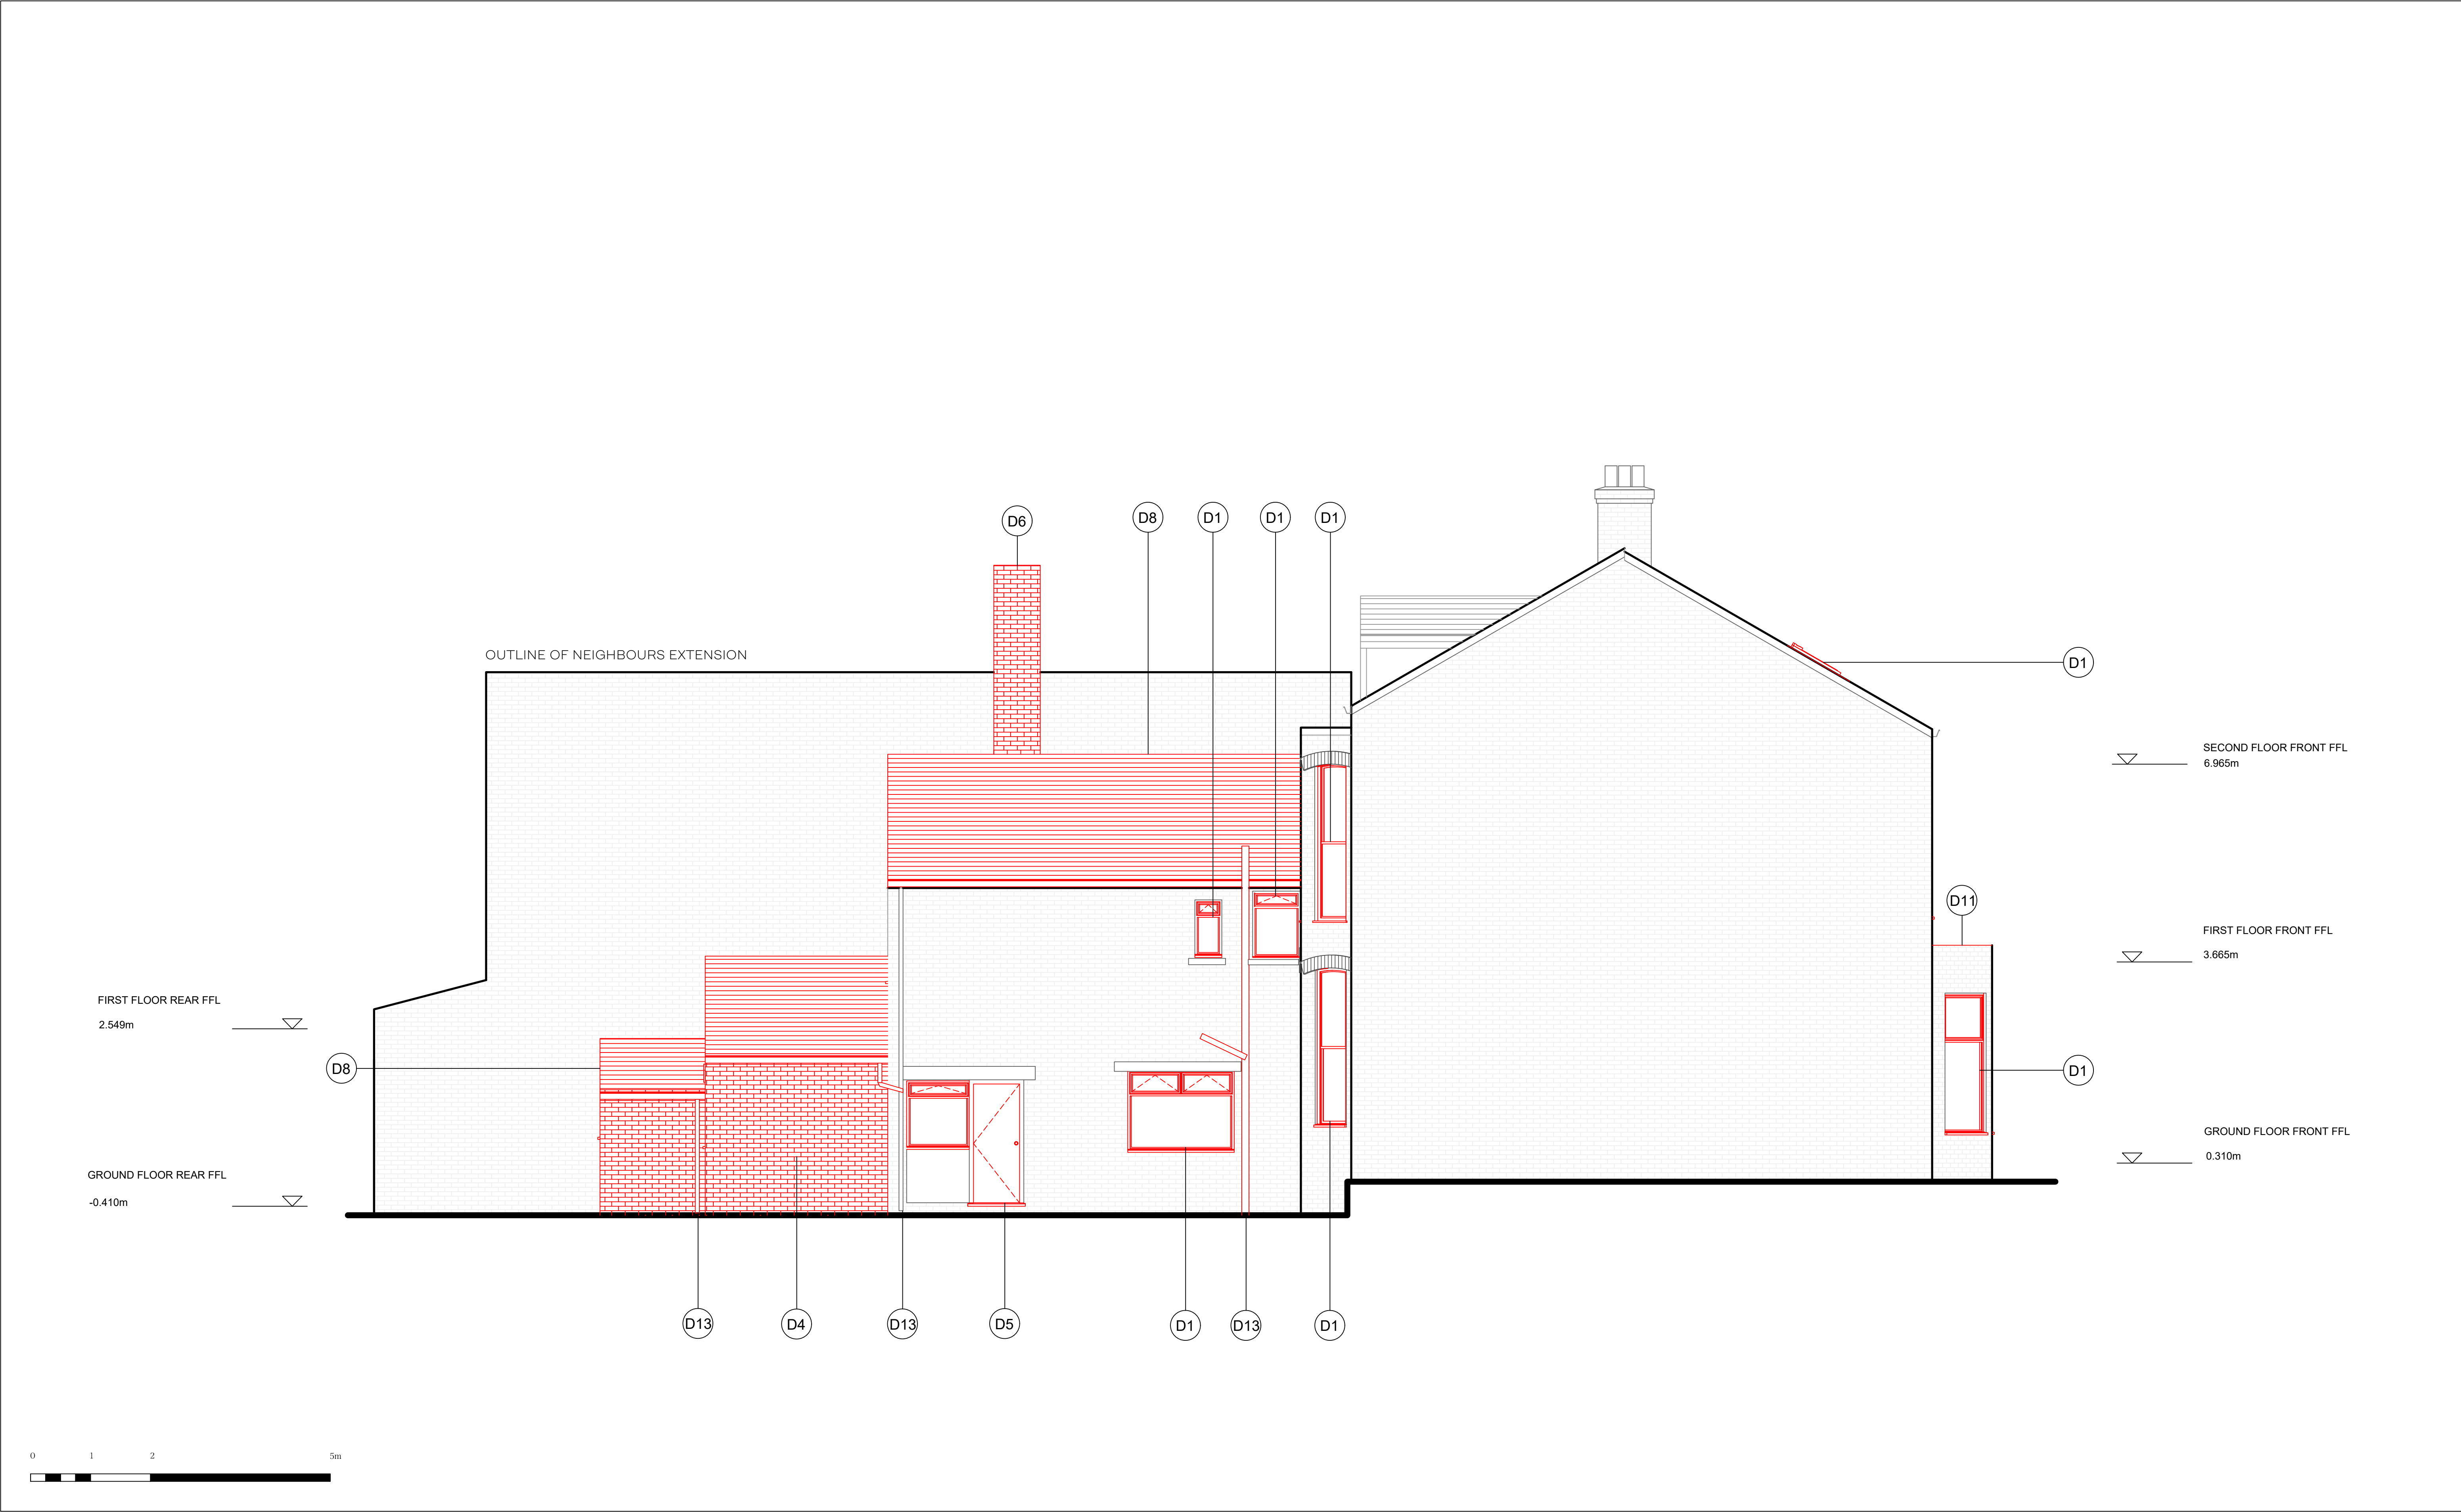 D6
D8
D1
D1
D1
OUTLINE OF NEIGHBOURS EXTENSION
D1
SECOND FLOOR FRONT FFL
6.965m
D11
FIRST FLOOR FRONT FFL
3.665m
FIRST FLOOR REAR FFL
2.549m
D8
D1
GROUND FLOOR FRONT FFL
0.310m
GROUND FLOOR REAR FFL
-0.410m
D13
D4
D13
D5
D1
D13
D1
0 1 2 5m